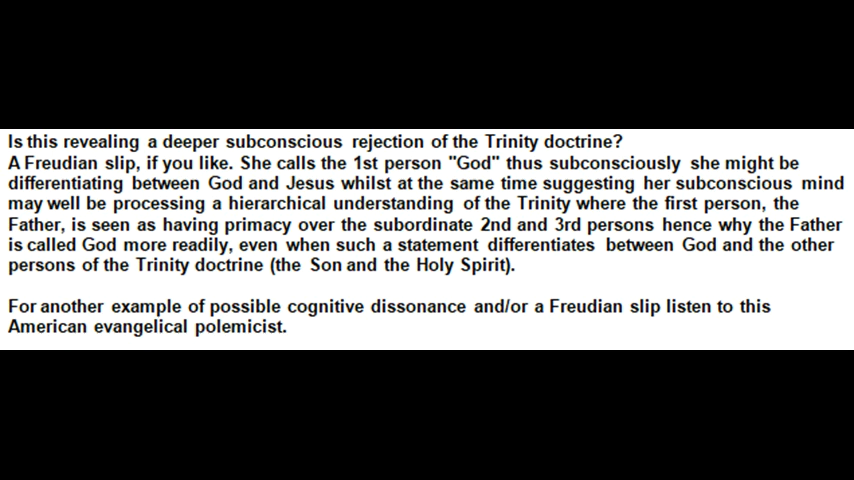 Is this revealing a deeper subconscious rejection of the Trinity doctrine?
A Freudian slip, if you like. She calls the 1st person "God" thus subconsciously she might be
differentiating between God and Jesus whilst at the same time suggesting her subconscious mind
may well be processing a hierarchical understanding of the Trinity where the first person, the
Father, is seen as having primacy over the subordinate 2nd and 3rd persons hence why the Father
is called God more readily, even when such a statement differentiates between God and the other
persons of the Trinity doctrine (the Son and the Holy Spirit).
For another example of possible cognitive dissonance and/or a Freudian slip listen to this
American evangelical polemicist.